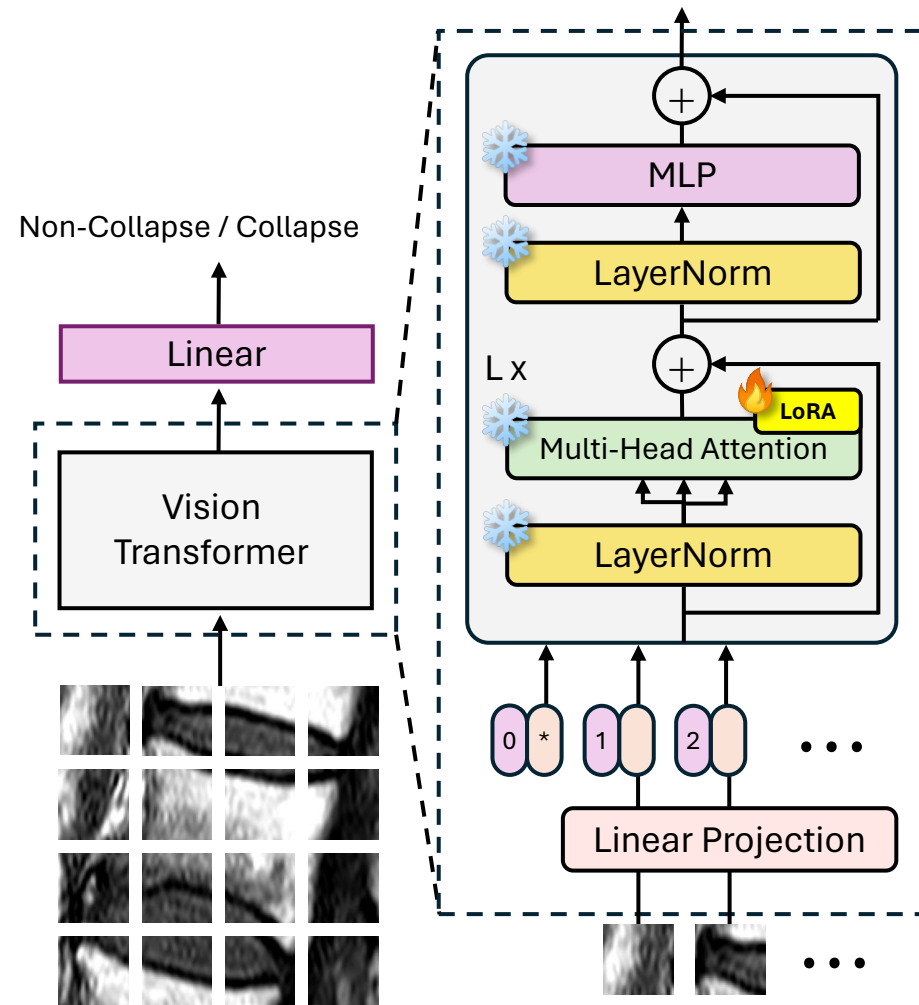 Non-Collapse / Collapse
Linear
Vision
Transformer
+
MLP
LayerNorm
+
L x
LoRA
Multi-Head Attention
LayerNorm
0 * 1 2 •••
Linear Projection
•••